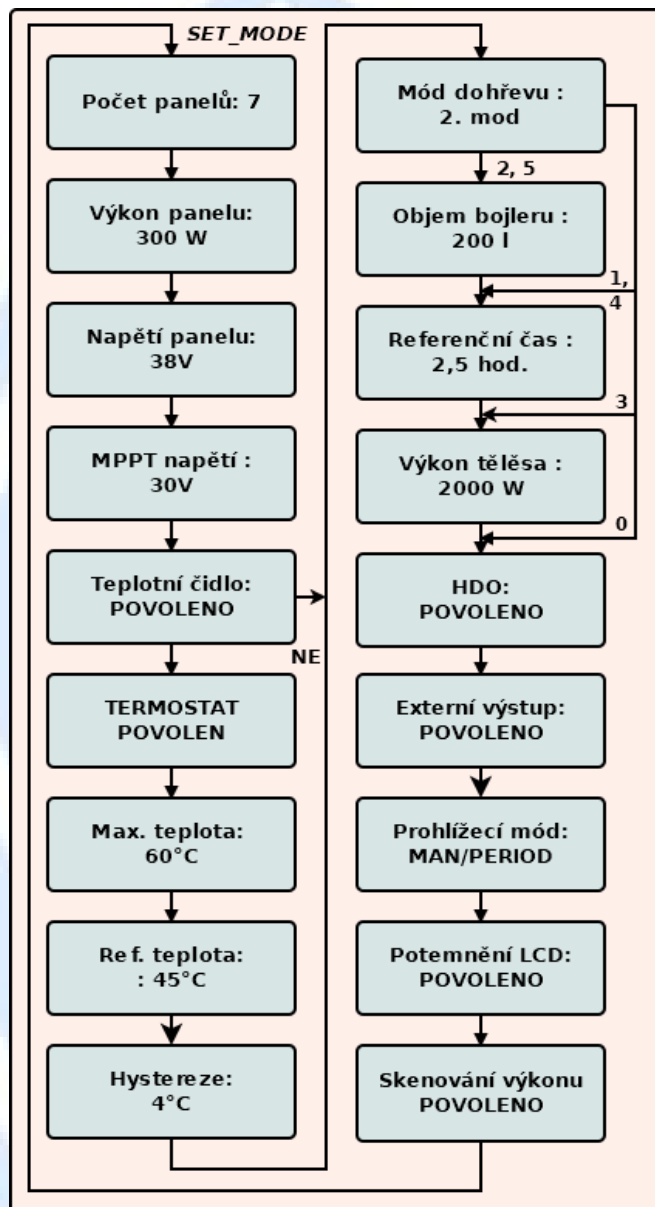 SET_MODE
Počet panelů: 7
Výkon panelu:
300 W
Napětí panelu:
38V
MPPT napětí :
30V
Teplotní čidlo:
POVOLENO
NE
TERMOSTAT
POVOLEN
Max. teplota:
60°C
Ref. teplota:
: 45°C
Hystereze:
4°C
Mód dohřevu :
2. mod
2, 5
Objem bojleru :
200 l
1,
4
Referenční čas :
2,5 hod.
3
Výkon tělěsa :
2000 W
0
HDO:
POVOLENO
Externí výstup:
POVOLENO
Prohlížecí mód:
MAN/PERIOD
Potemnění LCD:
POVOLENO
Skenování výkonu
POVOLENO